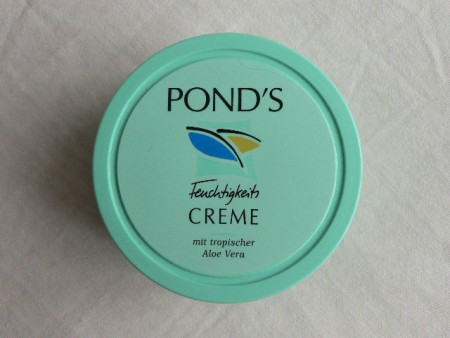 POND'S
Feuchtigkeits
CREME
mit tropischer
Aloe Vera